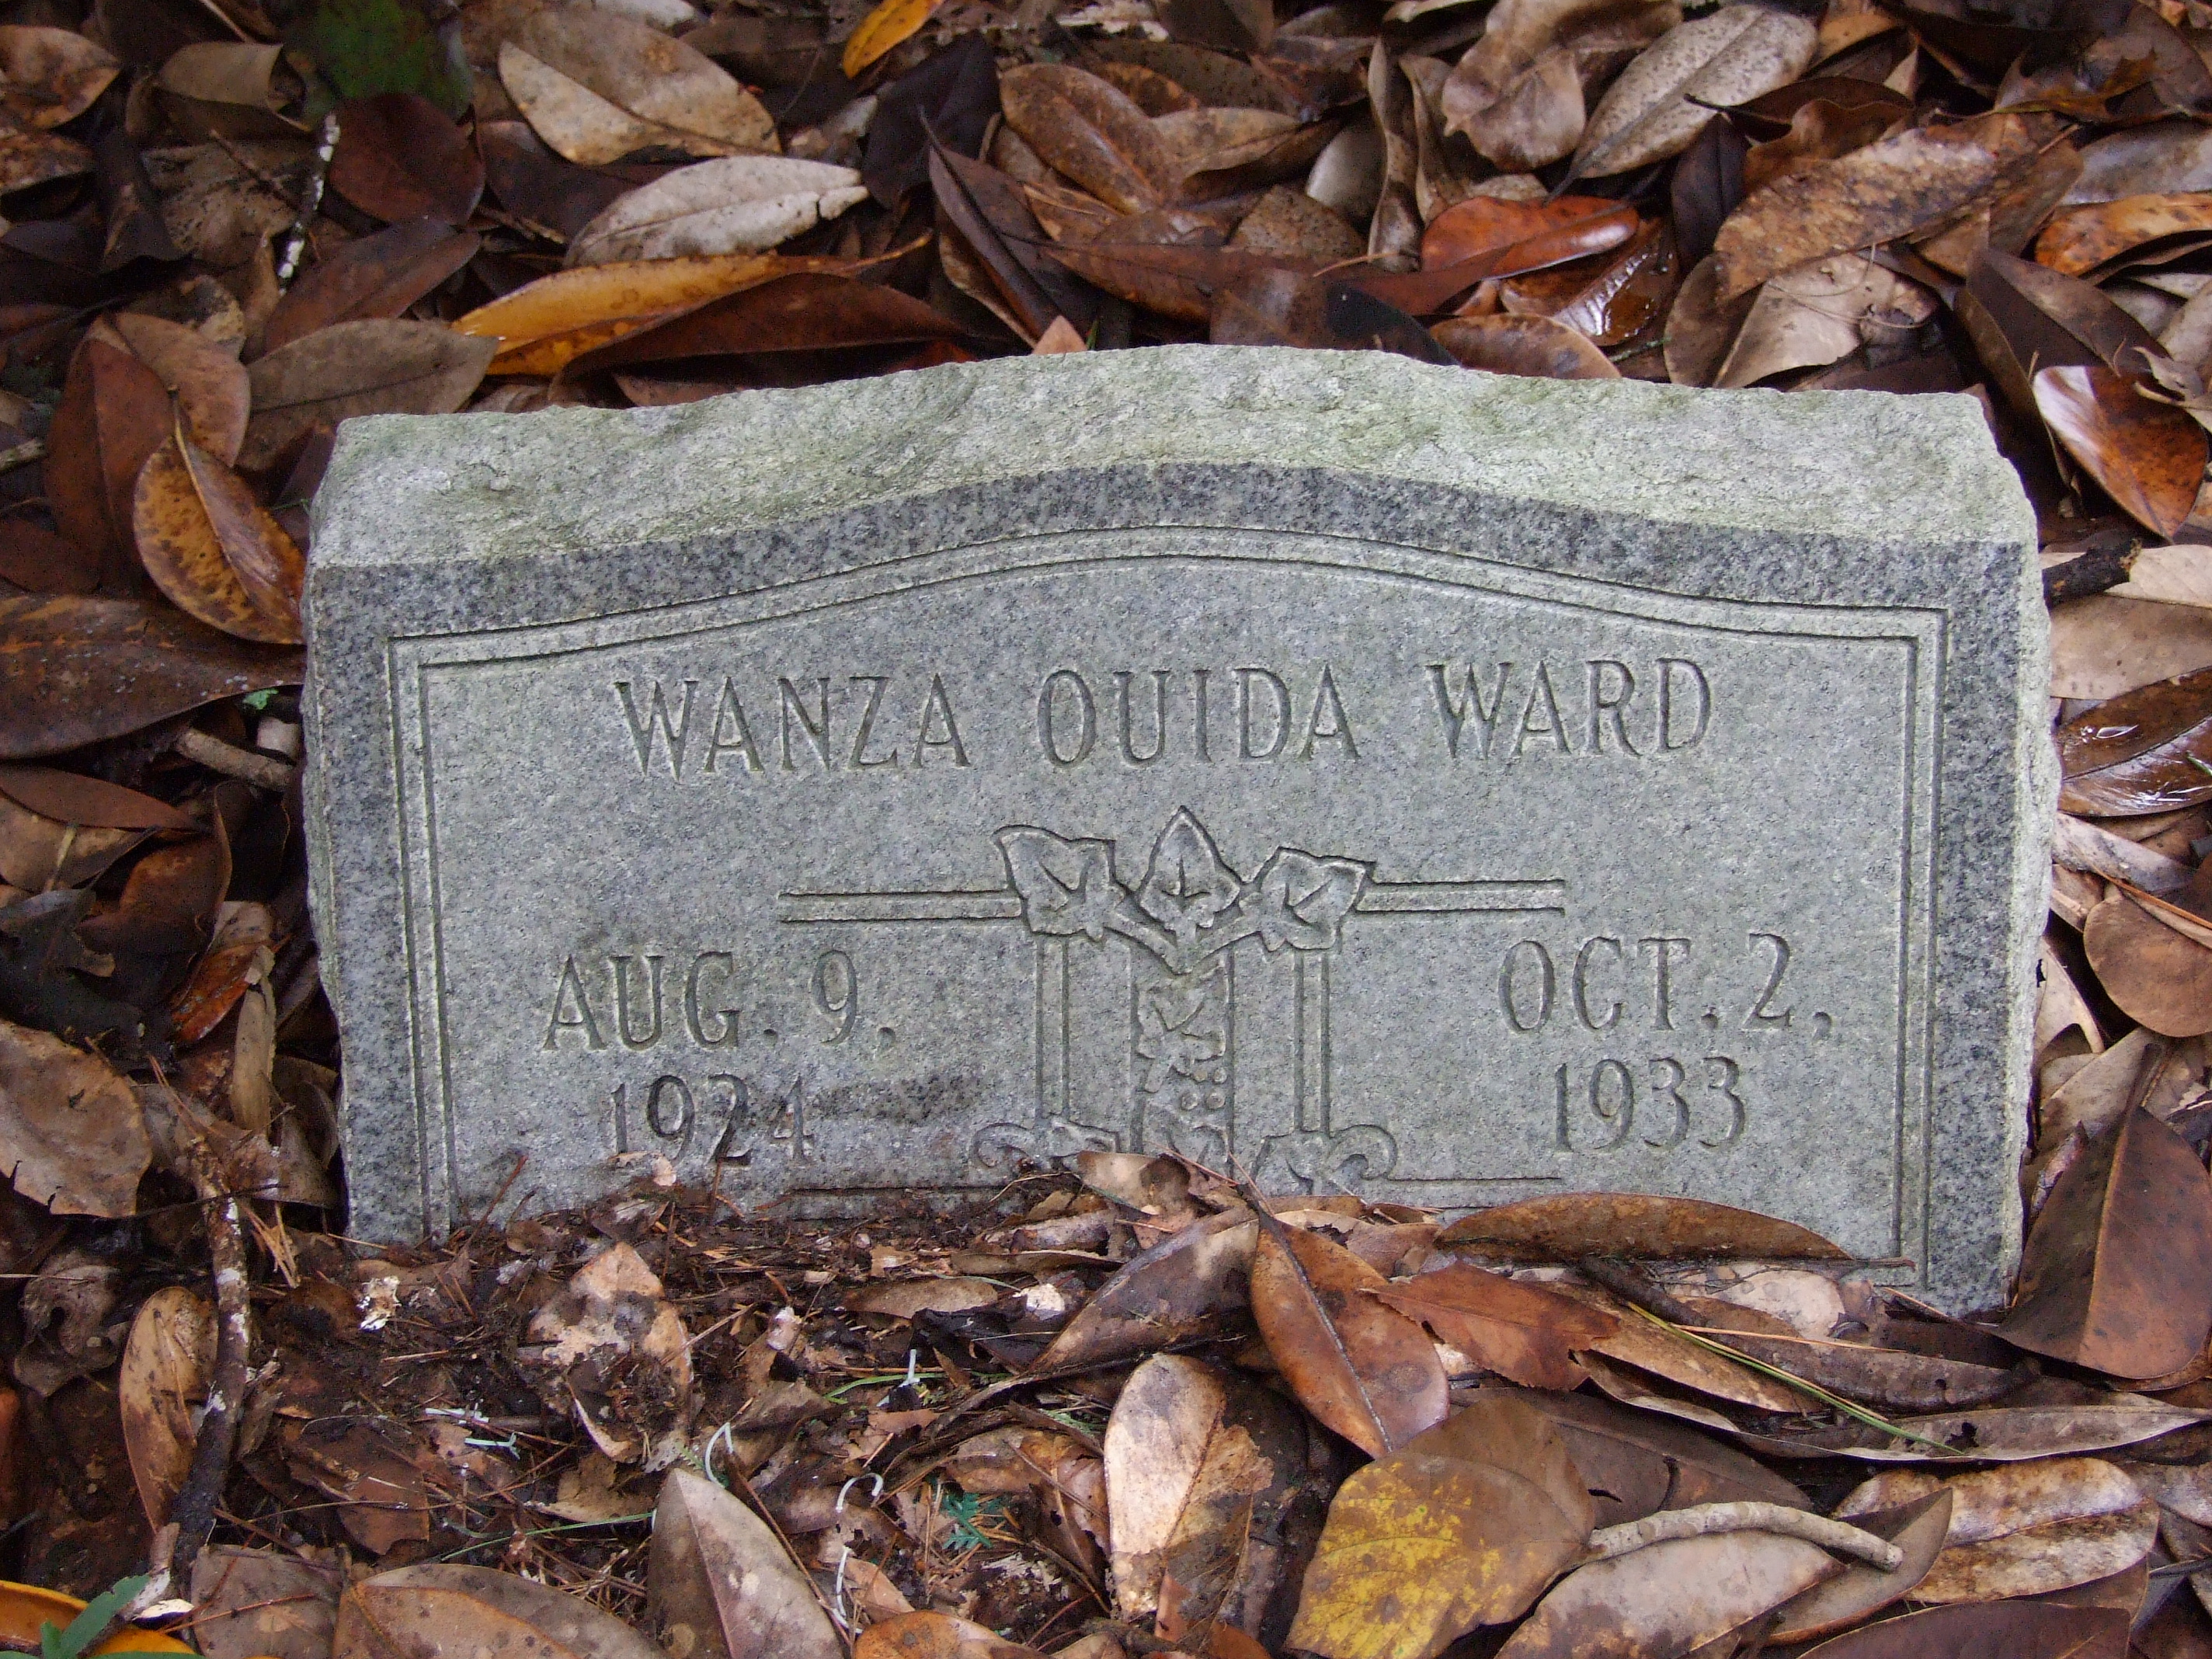 WANZA OUIDA WARD
AUG. 9, OCT. 2,
1924 1933